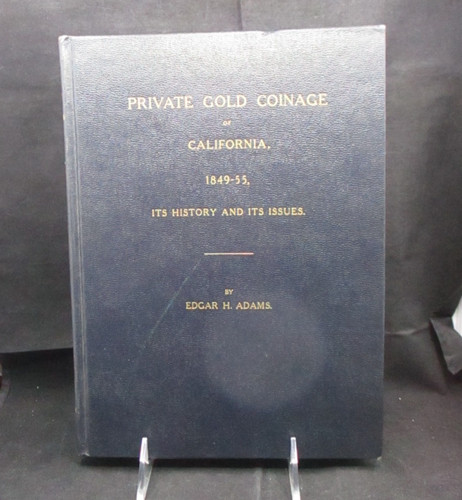 PRIVATE GOLD COINAGE
OF
CALIFORNIA,
1849-55,
ITS HISTORY AND ITS ISSUES.
BY
EDGAR H. ADAMS.